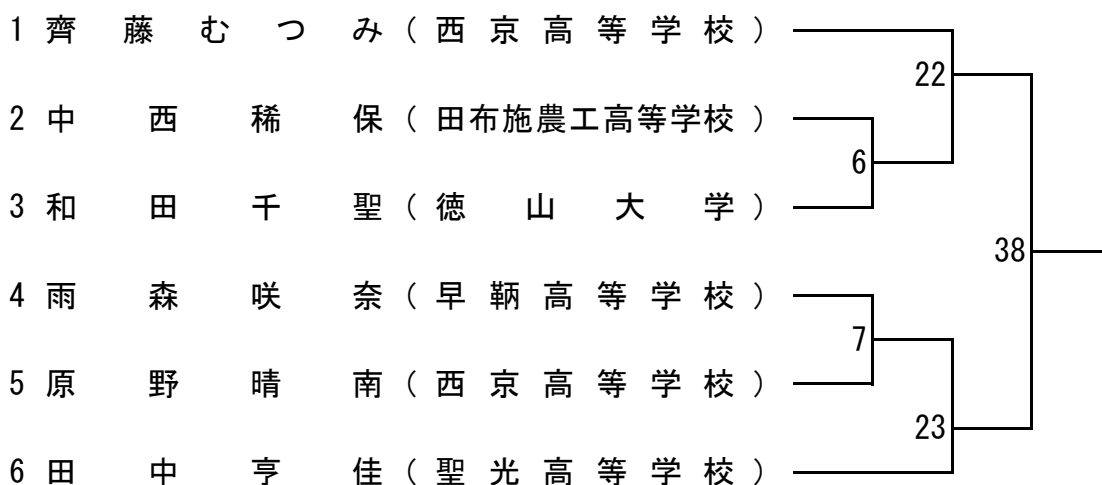 1 齊藤むつみ(西京高等学校)
22
2 中西稀保(田布施農工高等学校)
6
3 和田千聖(徳山大学)
38
4 雨森咲奈(早鞆高等学校)
7
5 原野晴南(西京高等学校)
23
6 田中亨佳(聖光高等学校)